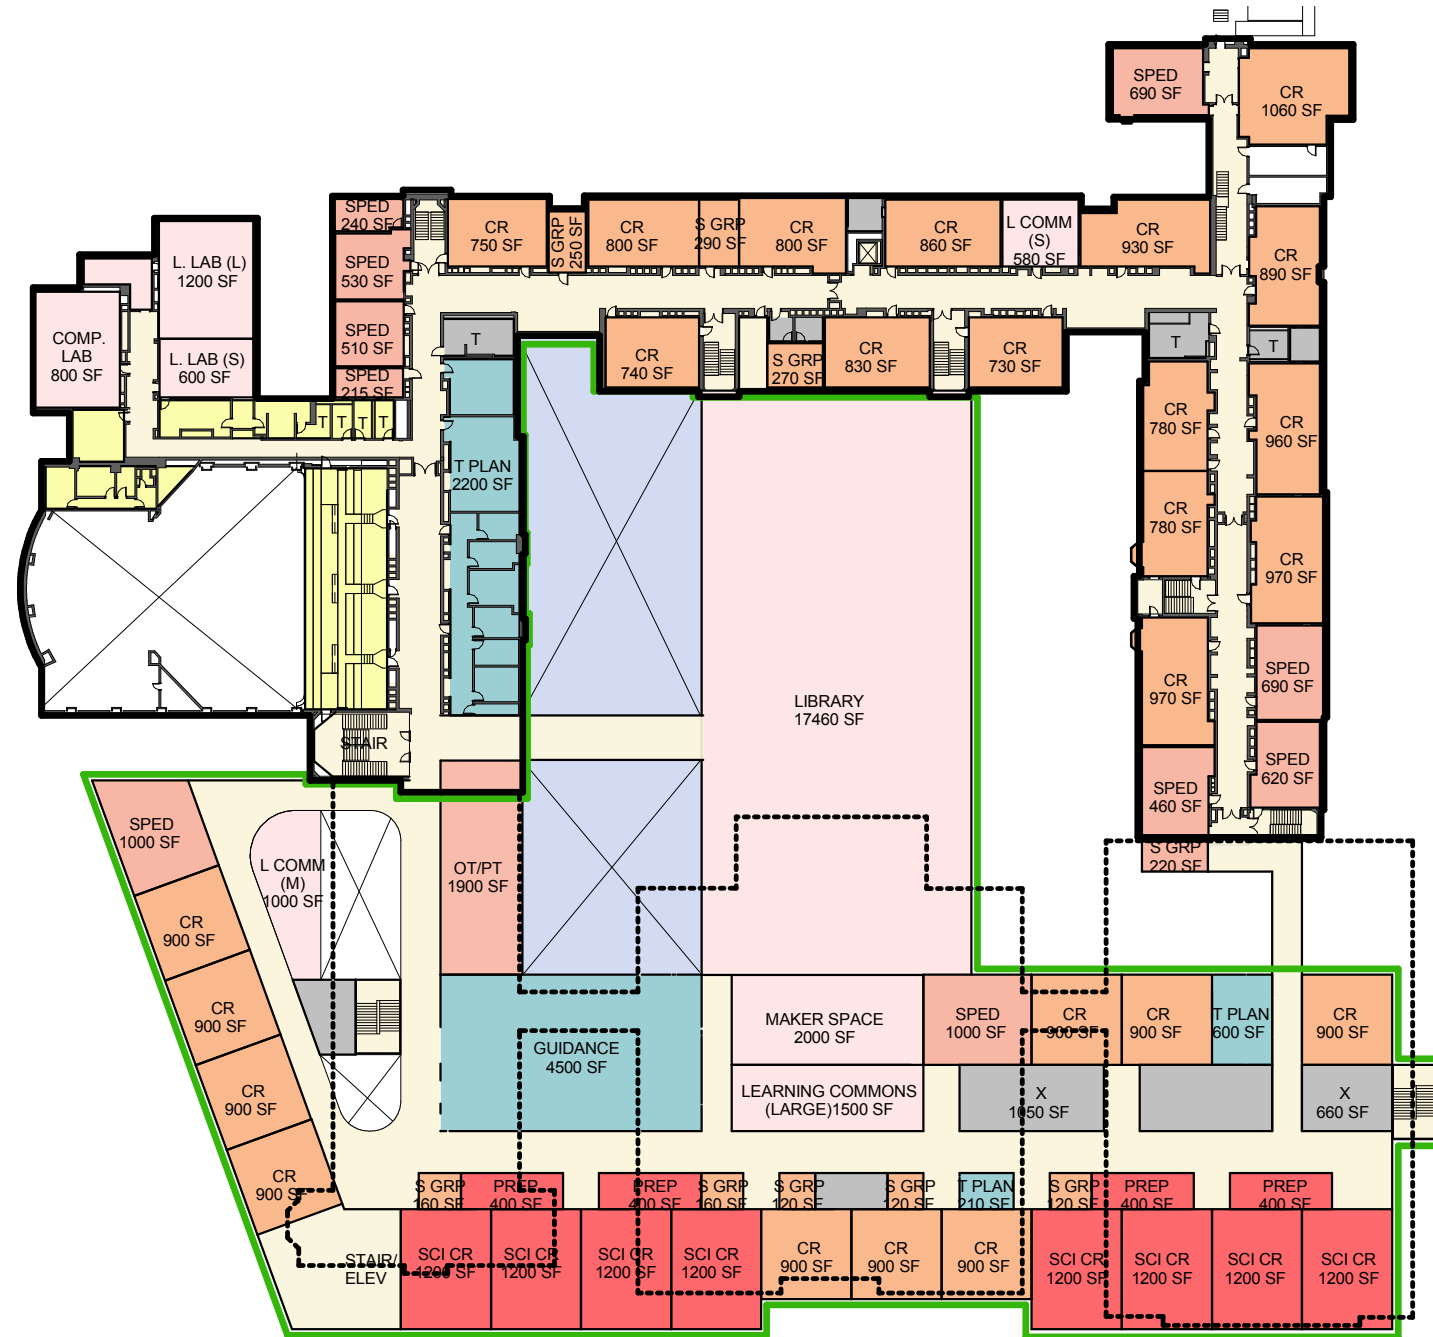 SPED
690 SF
CR
1060 SF
SPED
240 SF
CR
750 SF
S GRP
250 SF
CR
800 SF
S GRP
290 SF
CR
800 SF
CR
860 SF
L COMM
(S)
580 SF
CR
930 SF
CR
890 SF
L. LAB (L)
1200 SF
SPED
530 SF
COMP.
LAB
800 SF
L. LAB (S)
600 SF
SPED
510 SF
SPED
215 SF
T
CR
740 SF
S GRP
270 SF
CR
830 SF
CR
730 SF
T
T
T
T
T
T
CR
780 SF
CR
960 SF
T PLAN
2200 SF
CR
780 SF
CR
970 SF
CR
970 SF
SPED
690 SF
LIBRARY
17460 SF
STAIR
SPED
460 SF
SPED
620 SF
SPED
1000 SF
L COMM
(M)
1000 SF
OT/PT
1900 SF
S GRP
220 SF
CR
900 SF
CR
900 SF
GUIDANCE
4500 SF
MAKER SPACE
2000 SF
SPED
1000 SF
CR
900 SF
CR
900 SF
T PLAN
600 SF
CR
900 SF
CR
900 SF
LEARNING COMMONS
(LARGE)1500 SF
X
1050 SF
X
660 SF
CR
900 SF
S GRP
160 SF
PREP
400 SF
PREP
400 SF
S GRP
160 SF
S GRP
120 SF
S GRP
120 SF
T PLAN
210 SF
S GRP
120 SF
PREP
400 SF
PREP
400 SF
STAIR/
ELEV
SCI CR
1200 SF
SCI CR
1200 SF
SCI CR
1200 SF
SCI CR
1200 SF
CR
900 SF
CR
900 SF
CR
900 SF
SCI CR
1200 SF
SCI CR
1200 SF
SCI CR
1200 SF
SCI CR
1200 SF